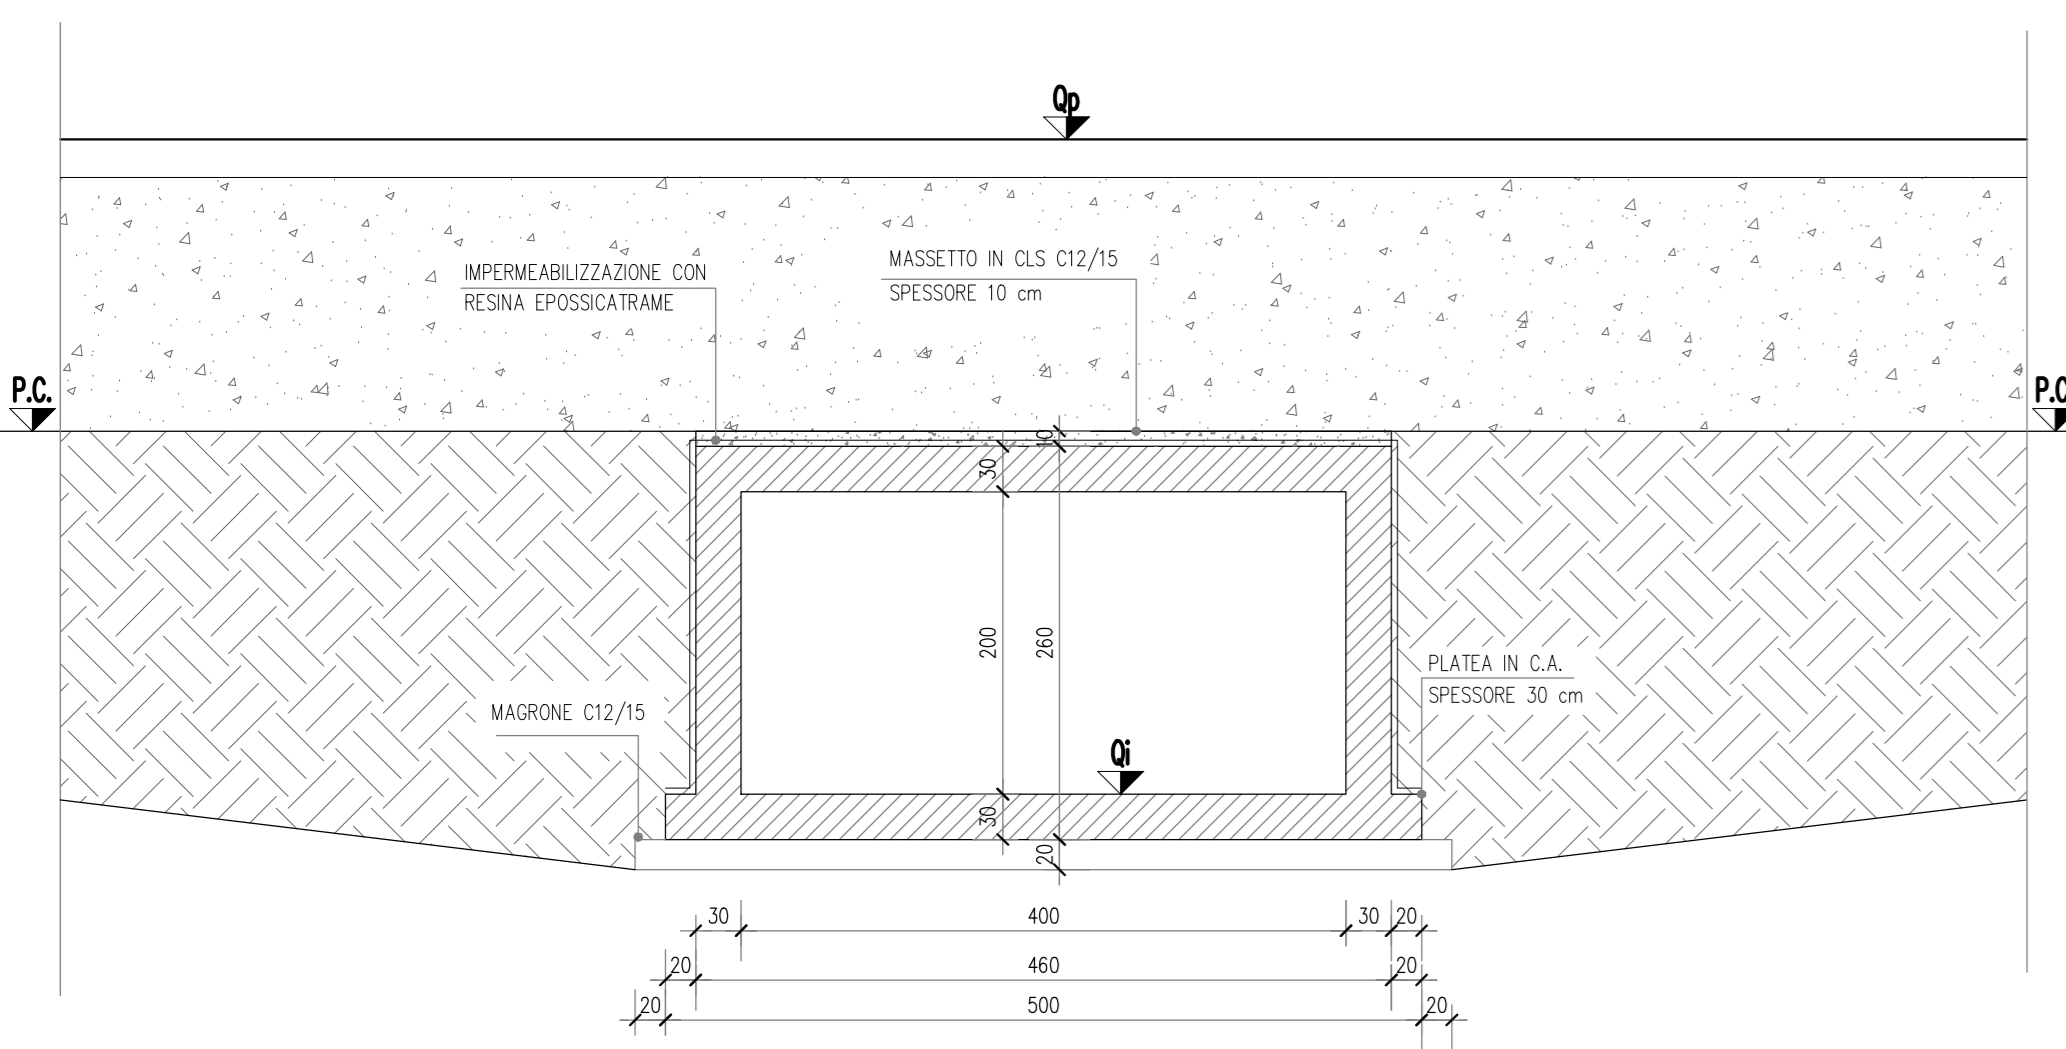 Qp
MASSETTO IN CLS C12/15
SPESSORE 10 cm
IMPERMEABILIZZAZIONE CON
RESINA EPOSSICATRAME
P.C.
P.C
10
30
200
260
PLATEA IN C.A.
SPESSORE 30 cm
MAGRONE C12/15
Qi
30
20
30
400
30
20
20
460
20
20
500
20